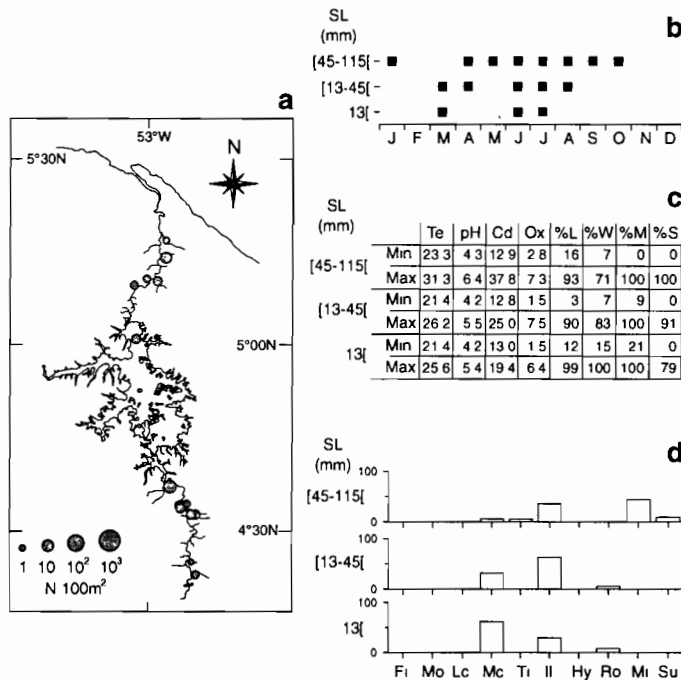 a
53°W
5°30N
N
5°00N
4°30N
1 10 10² 10³
N 100m²
b
SL
(mm)
[45-115[
[13-45[
13[
J F M A M J J A S O N D
c
SL
(mm)
Te pH Cd Ox %L %W %M %S
[45-115[ Min 23 3 4 3 12 9 2 8 16 7 0 0
Max 31 3 6 4 37 8 7 3 93 71 100 100
[13-45[ Min 21 4 4 2 12 8 1 5 3 7 9 0
Max 26 2 5 5 25 0 7 5 90 83 100 91
13[ Min 21 4 4 2 13 0 1 5 12 15 21 0
Max 25 6 5 4 19 4 6 4 99 100 100 79
d
SL
(mm)
[45-115[ 100 0
[13-45[ 100 0
13[ 100 0
Fi Mo Lc Mc Ti Il Hy Ro Mi Su